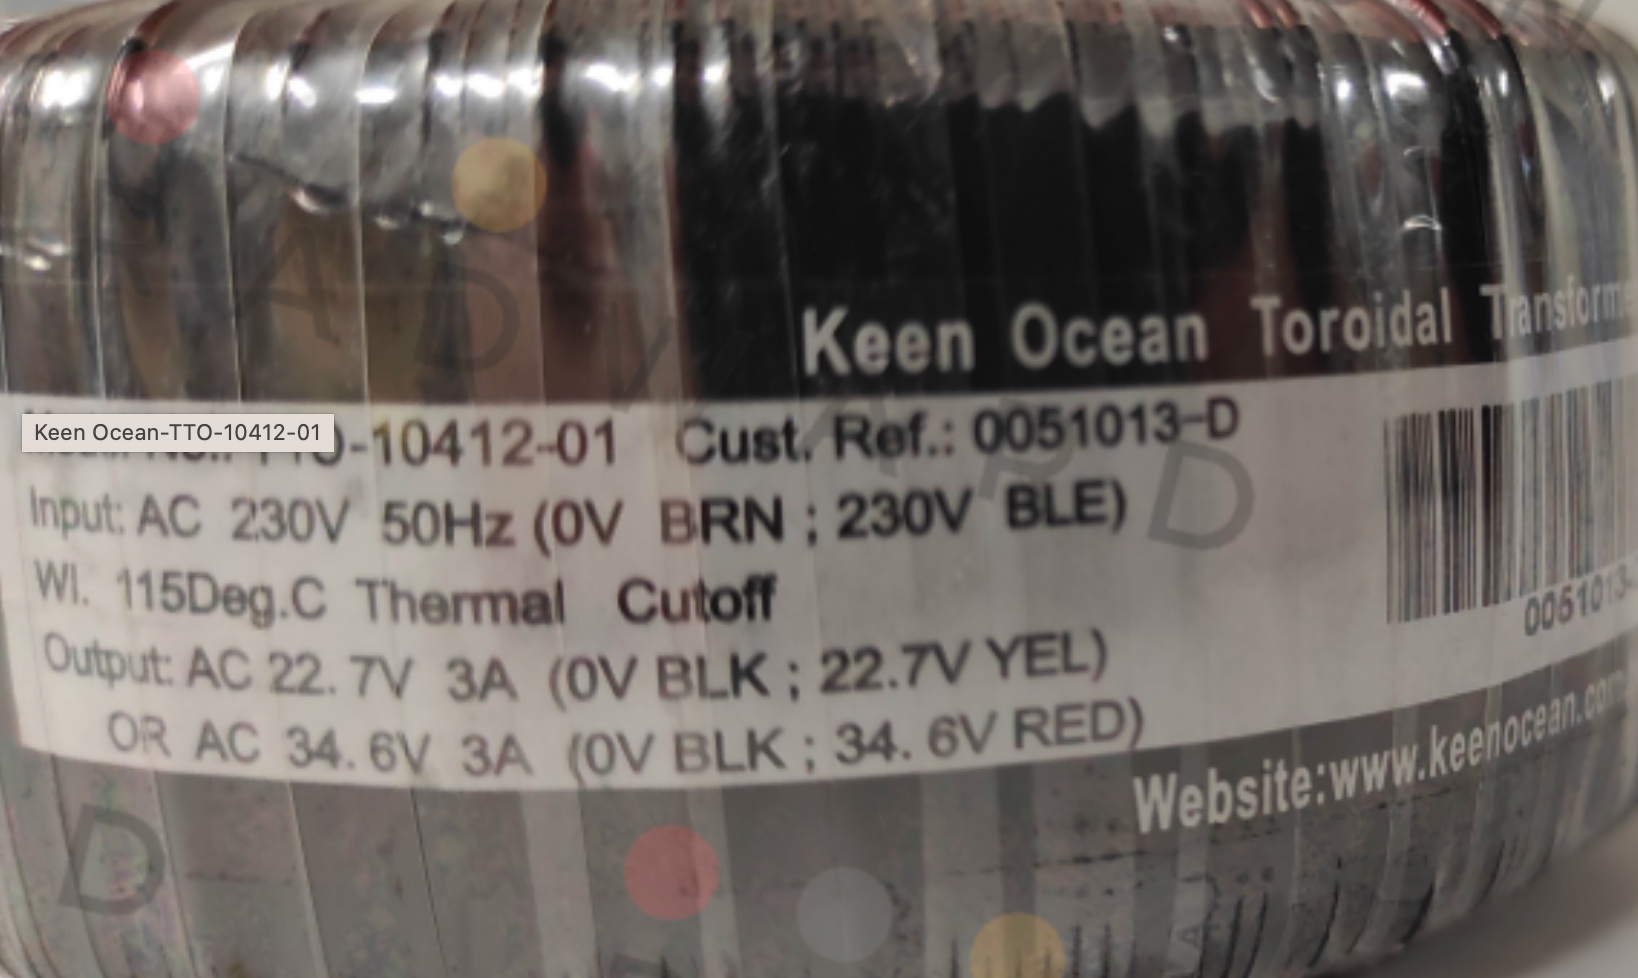 Keen Ocean Toroidal Transform
Keen Ocean-TTO-10412-01
O-10412-01 Cust. Ref.: 0051013-D
Input: AC 230V 50Hz (0V BRN ; 230V BLE)
WI. 115Deg.C Thermal Cutoff
0051013-
Output: AC 22.7V 3A (0V BLK ; 22.7V YEL)
OR AC 34.6V 3A (0V BLK ; 34.6V RED)
Website:www.keenocean.com